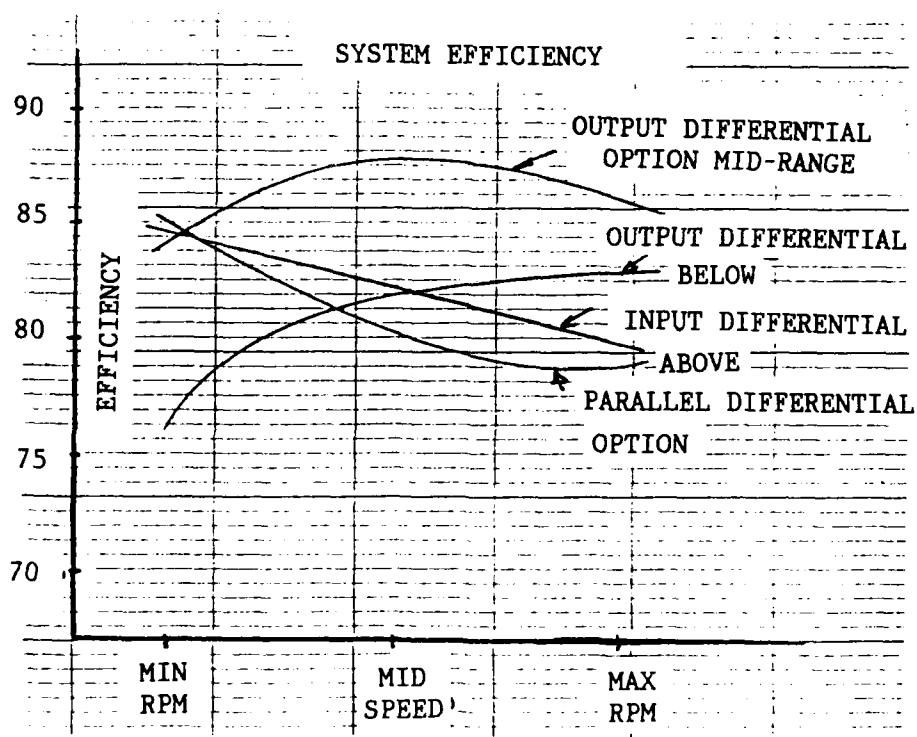 SYSTEM EFFICIENCY
90
OUTPUT DIFFERENTIAL
OPTION MID-RANGE
85
OUTPUT DIFFERENTIAL
BELOW
EFFICIENCY
80
INPUT DIFFERENTIAL
ABOVE
PARALLEL DIFFERENTIAL
OPTION
75
70
MIN
RPM
MID
SPEED
MAX
RPM